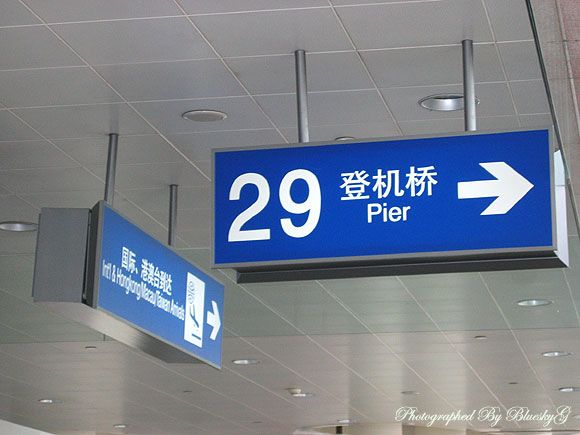 29 登机桥
Pier
国际、港澳台到达
Int'l & Hongkong/Macau/Taiwan Arrivals
Photographed By BlueskyG